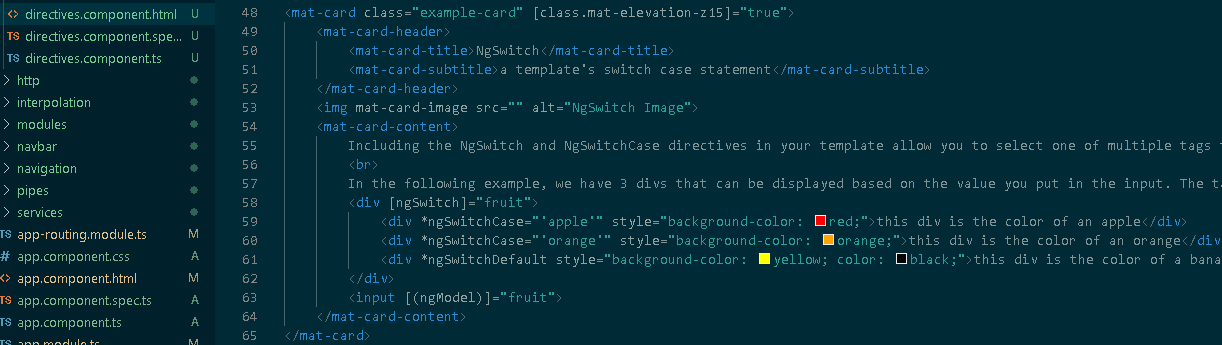 directives.component.html U
directives.component.spe... U
TS directives.component.ts U
http
interpolation
modules
navbar
navigation
pipes
services
TS app-routing.module.ts M
# app.component.css A
app.component.html M
TS app.component.spec.ts A
TS app.component.ts A
TS app.module.ts M
48 <mat-card class="example-card" [class.mat-elevation-z15]="true">
49 <mat-card-header>
50 <mat-card-title>NgSwitch</mat-card-title>
51 <mat-card-subtitle>a template's switch case statement</mat-card-subtitle>
52 </mat-card-header>
53 <img mat-card-image src="" alt="NgSwitch Image">
54 <mat-card-content>
55 Including the NgSwitch and NgSwitchCase directives in your template allow you to select one of multiple tags
56 <br>
57 In the following example, we have 3 divs that can be displayed based on the value you put in the input. The
58 <div [ngSwitch]="fruit">
59 <div *ngSwitchCase="'apple'" style="background-color: red;">this div is the color of an apple</div>
60 <div *ngSwitchCase="'orange'" style="background-color: orange;">this div is the color of an orange</div
61 <div *ngSwitchDefault style="background-color: yellow; color: black;">this div is the color of a bana
62 </div>
63 <input [(ngModel)]="fruit">
64 </mat-card-content>
65 </mat-card>